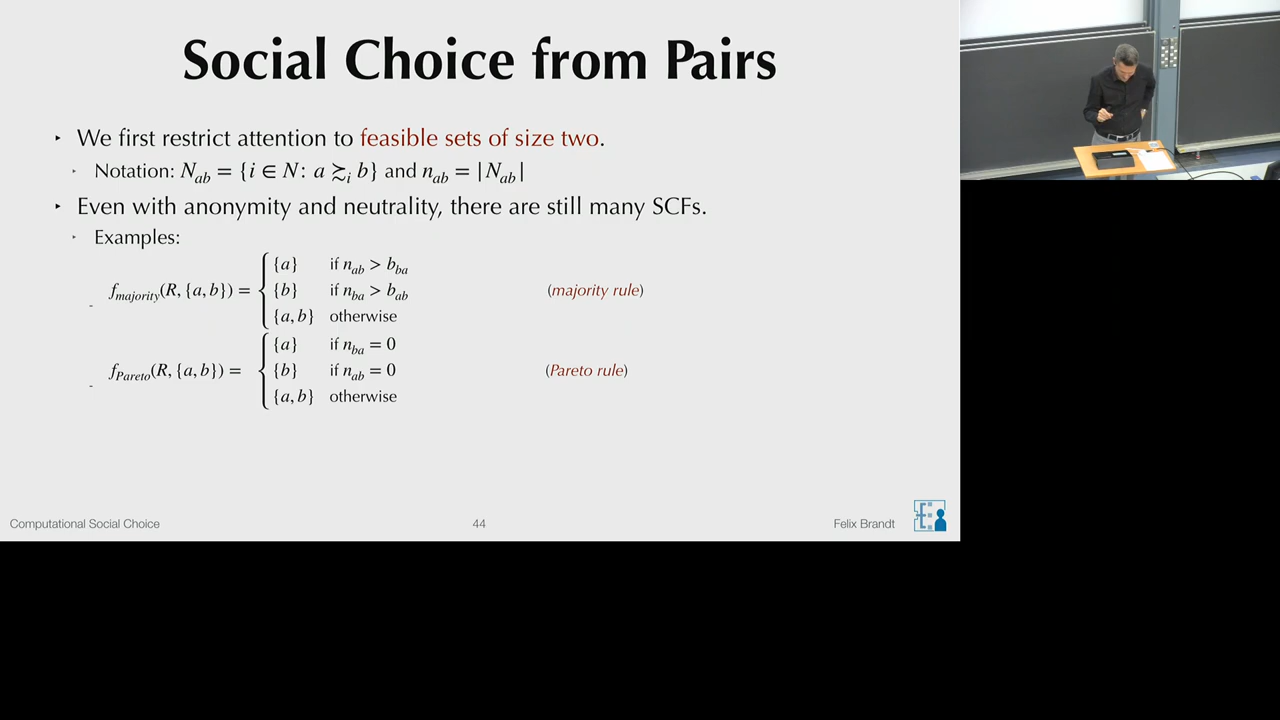 Social Choice from Pairs
‣ We first restrict attention to feasible sets of size two.
‣ Notation: N_ab = {i ∈ N: a ≿_i b} and n_ab = |N_ab|
‣ Even with anonymity and neutrality, there are still many SCFs.
‣ Examples:
- f_majority(R, {a, b}) = { {a} if n_ab > b_ba
{b} if n_ba > b_ab (majority rule)
{a, b} otherwise
- f_Pareto(R, {a, b}) = { {a} if n_ba = 0
{b} if n_ab = 0 (Pareto rule)
{a, b} otherwise
Computational Social Choice 44 Felix Brandt